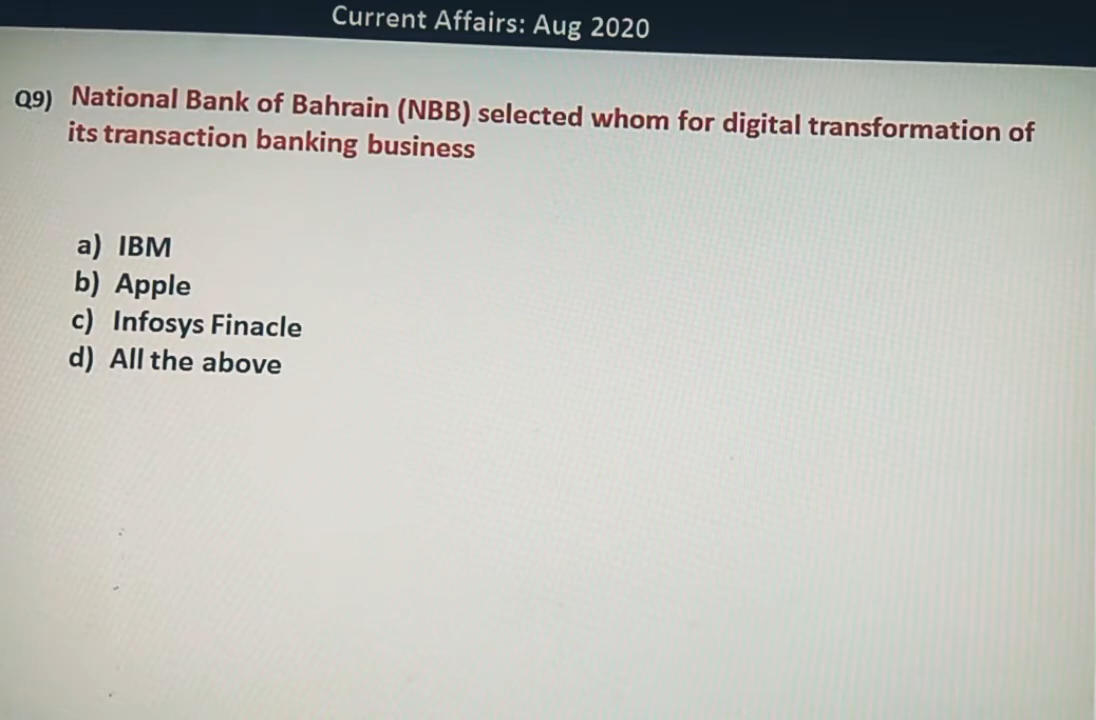 Current Affairs: Aug 2020
Q9) National Bank of Bahrain (NBB) selected whom for digital transformation of
its transaction banking business
a) IBM
b) Apple
c) Infosys Finacle
d) All the above